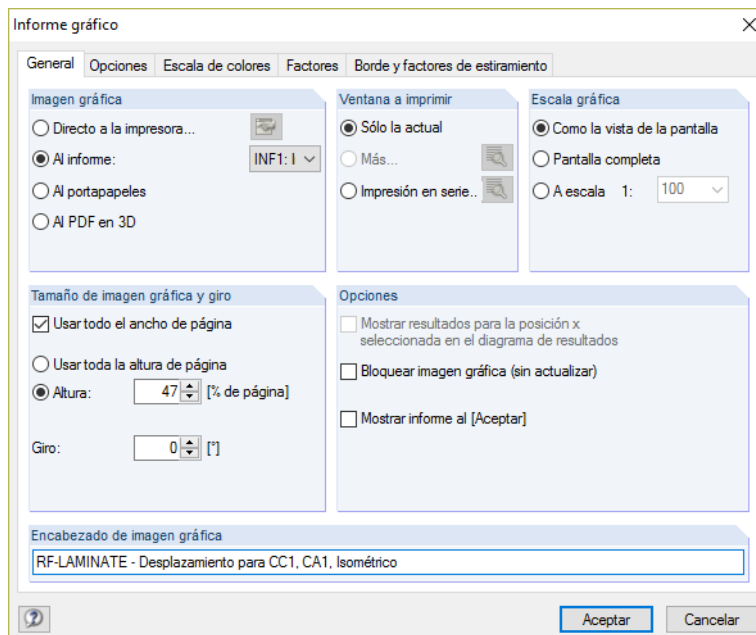 Informe gráfico
General Opciones Escala de colores Factores Borde y factores de estiramiento
Imagen gráfica
Directo a la impresora...
Al informe: INF1: I
Al portapapeles
Al PDF en 3D
Ventana a imprimir
Sólo la actual
Más...
Impresión en serie..
Escala gráfica
Como la vista de la pantalla
Pantalla completa
A escala 1: 100
Tamaño de imagen gráfica y giro
Usar todo el ancho de página
Usar toda la altura de página
Altura: 47 [% de página]
Giro: 0 [°]
Opciones
Mostrar resultados para la posición x
seleccionada en el diagrama de resultados
Bloquear imagen gráfica (sin actualizar)
Mostrar informe al [Aceptar]
Encabezado de imagen gráfica
RF-LAMINATE - Desplazamiento para CC1, CA1, Isométrico
Aceptar Cancelar